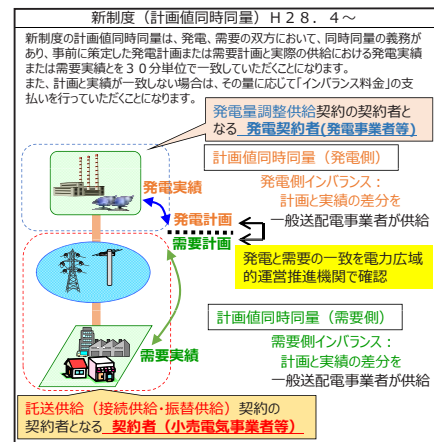 新制度（計画値同時同量）Ｈ２８．４～
新制度の計画値同時同量は、発電、需要の双方において、同時同量の義務が
あり、事前に策定した発電計画または需要計画と実際の供給における発電実績
または需要実績とを３０分単位で一致していただくことになります。
また、計画と実績が一致しない場合は、その量に応じて「インバランス料金」の支
払いを行っていただくことになります。
発電量調整供給契約の契約者と
なる 発電契約者(発電事業者等)
計画値同時同量（発電側）
発電実績
発電側インバランス：
計画と実績の差分を
一般送配電事業者が供給
発電計画
需要計画
発電と需要の一致を電力広域
的運営推進機関で確認
計画値同時同量（需要側）
需要実績
需要側インバランス：
計画と実績の差分を
一般送配電事業者が供給
託送供給（接続供給・振替供給）契約の
契約者となる 契約者（小売電気事業者等）